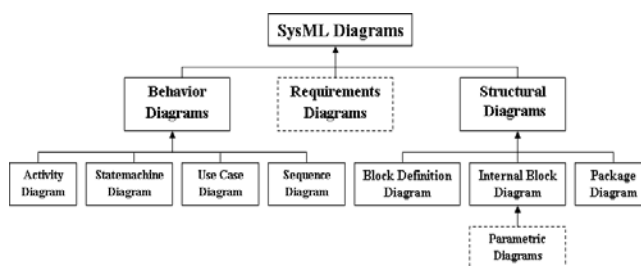 SysML Diagrams
Behavior
Diagrams
Requirements
Diagrams
Structural
Diagrams
Activity
Diagram
Statemachine
Diagram
Use Case
Diagram
Sequence
Diagram
Block Definition
Diagram
Internal Block
Diagram
Package
Diagram
Parametric
Diagrams